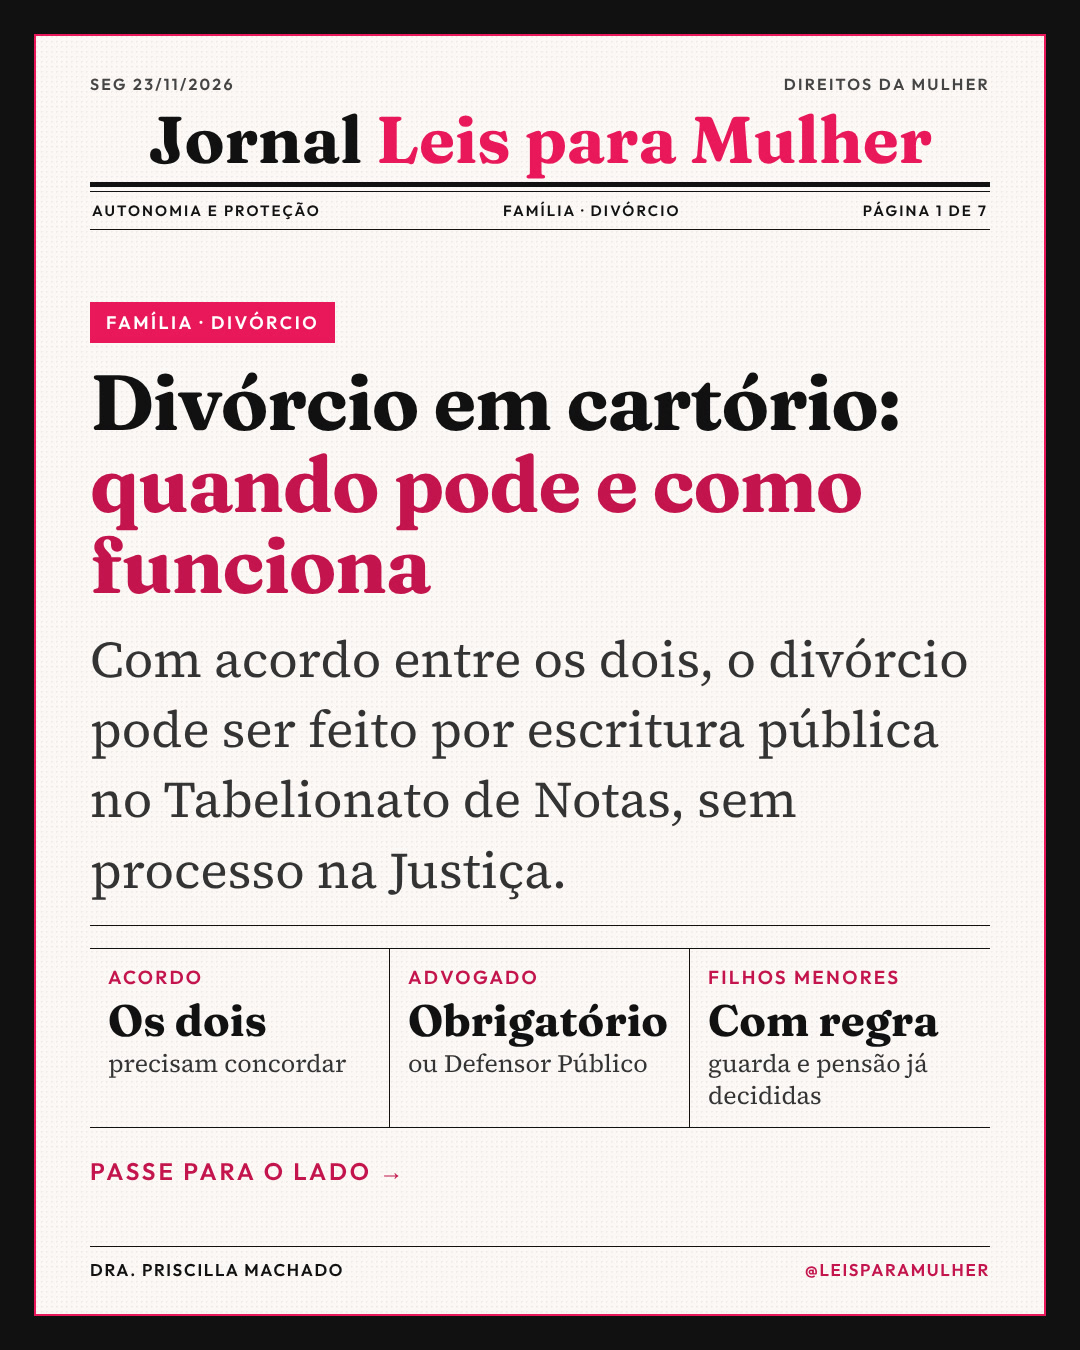 SEG 23/11/2026
DIREITOS DA MULHER
Jornal Leis para Mulher
AUTONOMIA E PROTEÇÃO
FAMÍLIA · DIVÓRCIO
PÁGINA 1 DE 7
FAMÍLIA · DIVÓRCIO
Divórcio em cartório:
quando pode e como
funciona
Com acordo entre os dois, o divórcio
pode ser feito por escritura pública
no Tabelionato de Notas, sem
processo na Justiça.
ACORDO
Os dois
precisam concordar
ADVOGADO
Obrigatório
ou Defensor Público
FILHOS MENORES
Com regra
guarda e pensão já
decididas
PASSE PARA O LADO →
DRA. PRISCILLA MACHADO
@LEISPARAMULHER